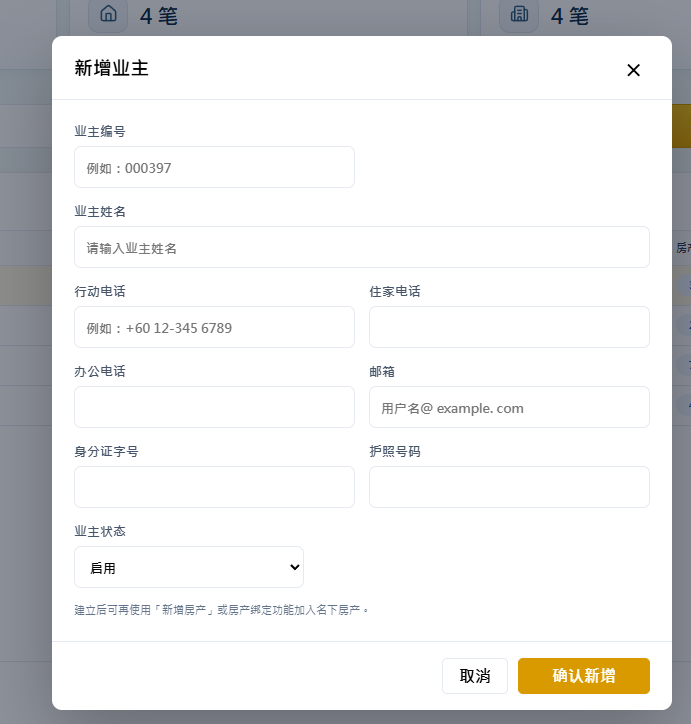 4 笔
4 笔
新增业主
业主编号
例如：000397
业主姓名
请输入业主姓名
行动电话
住家电话
例如：+60 12-345 6789
办公电话
邮箱
用户名@ example. com
身分证字号
护照号码
业主状态
启用
建立后可再使用「新增房产」或房产绑定功能加入名下房产。
取消
确认新增